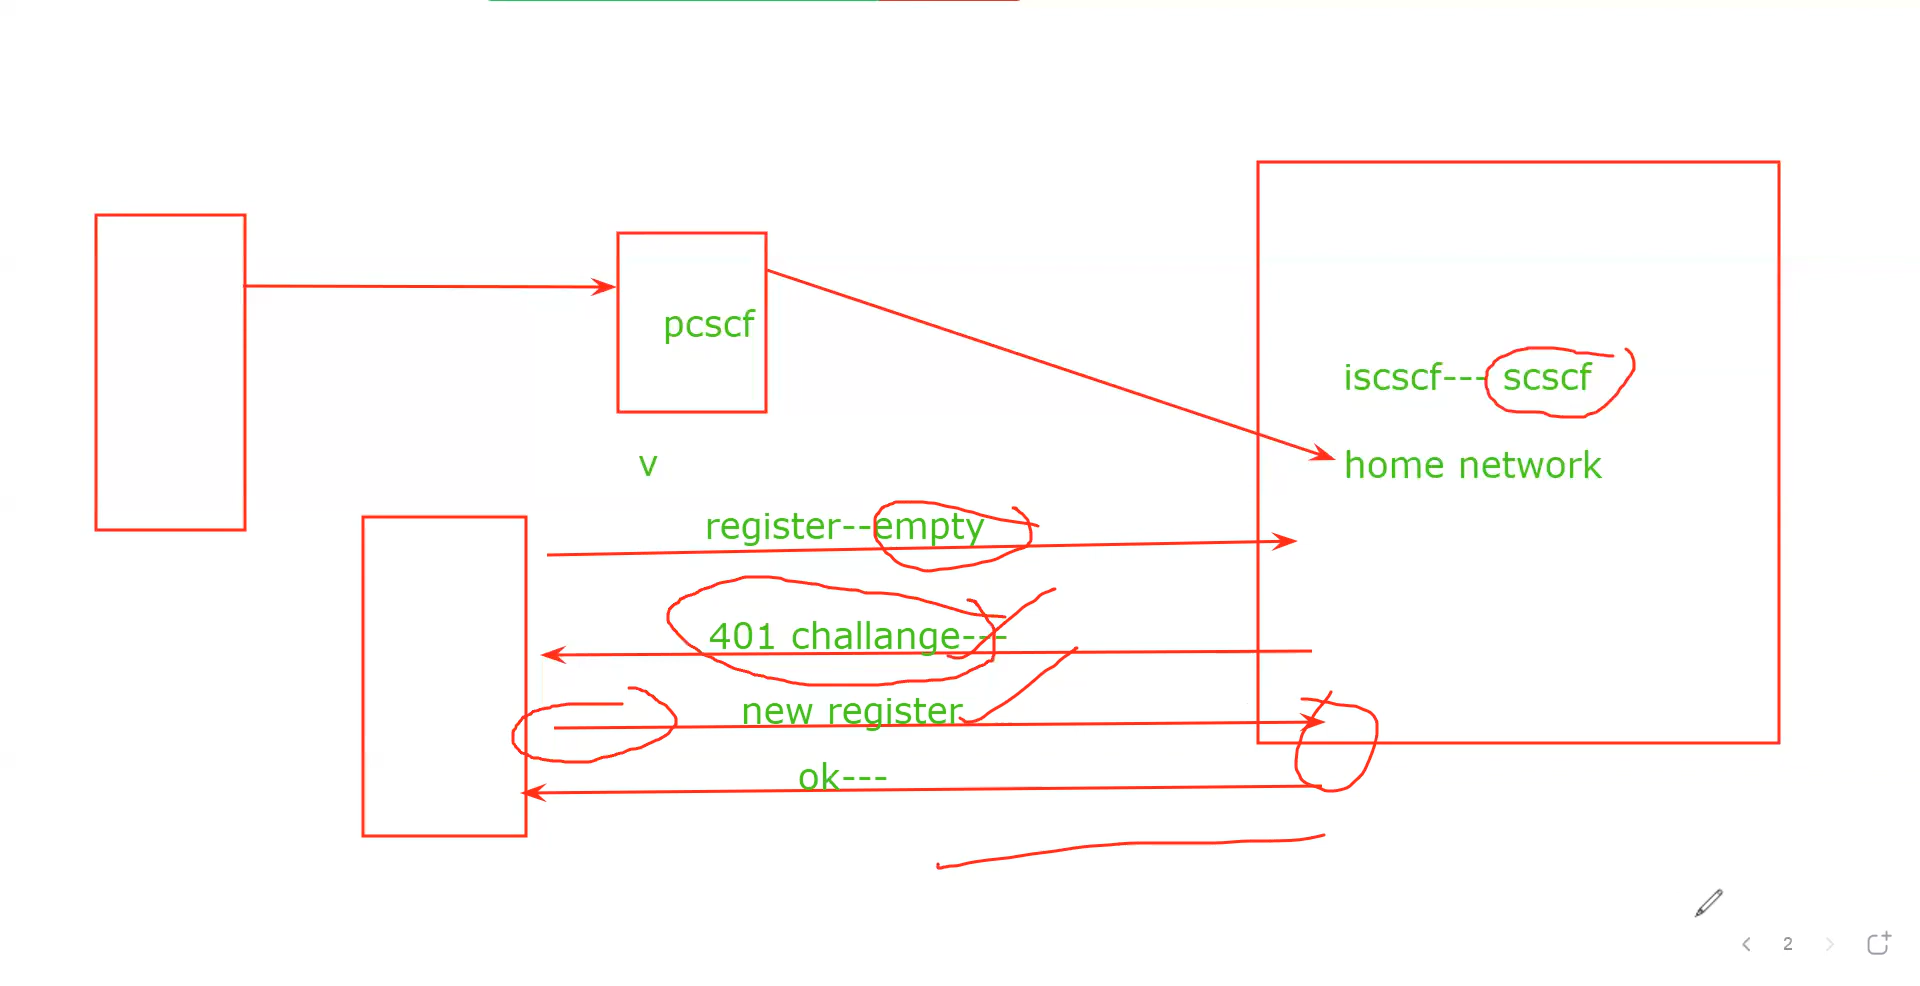 pcscf
iscscf--- scscf
v
home network
register--empty
401 challange---
new register
ok---
2